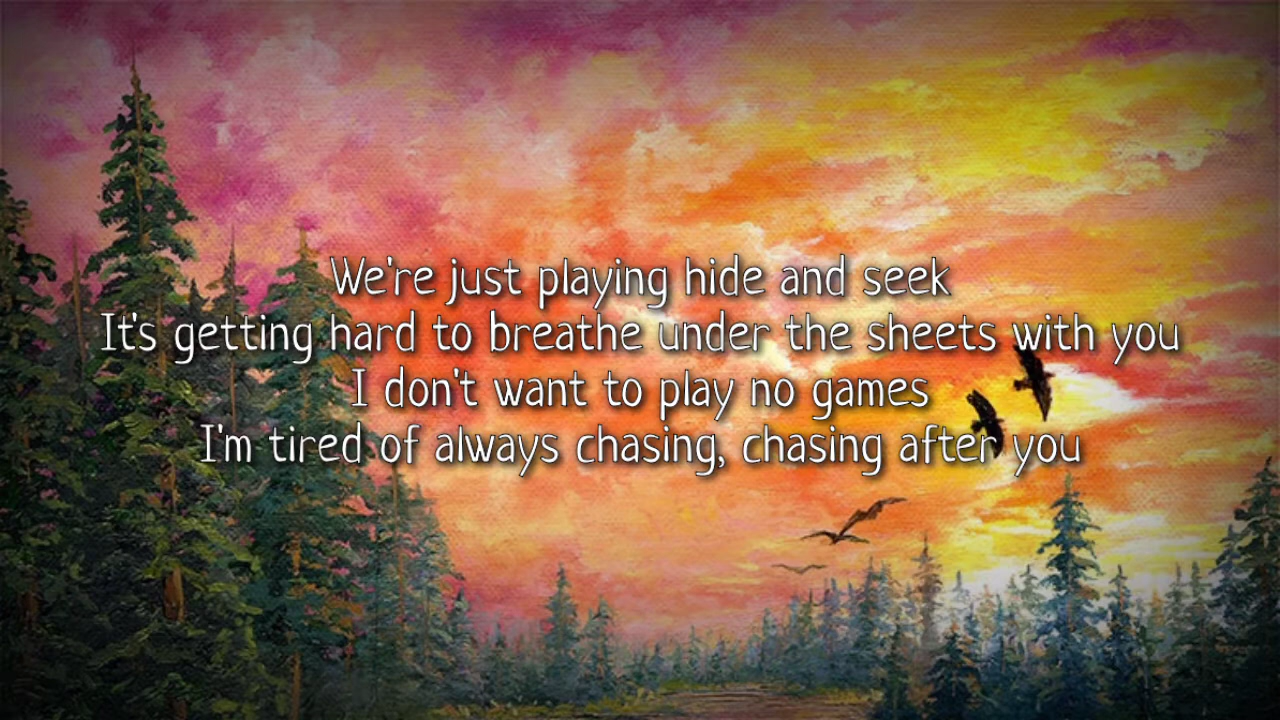 We're just playing hide and seek
It's getting hard to breathe under the sheets with you
I don't want to play no games
I'm tired of always chasing, chasing after you